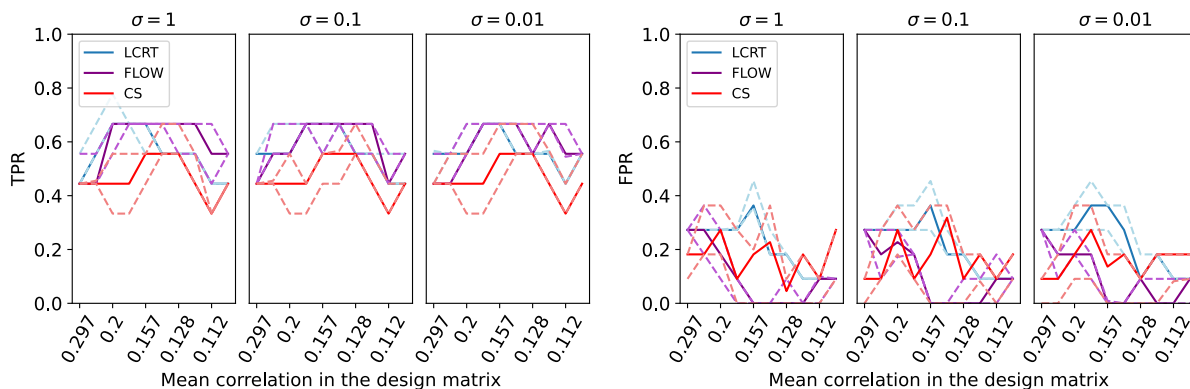 σ = 1
σ = 0.1
σ = 0.01
TPR
1.0
0.8
0.6
0.4
0.2
0.0
LCRT
FLOW
CS
0.297
0.2
0.157
0.128
0.112
0.297
0.2
0.157
0.128
0.112
0.297
0.2
0.157
0.128
0.112
Mean correlation in the design matrix
σ = 1
σ = 0.1
σ = 0.01
FPR
1.0
0.8
0.6
0.4
0.2
0.0
LCRT
FLOW
CS
0.297
0.2
0.157
0.128
0.112
0.297
0.2
0.157
0.128
0.112
0.297
0.2
0.157
0.128
0.112
Mean correlation in the design matrix